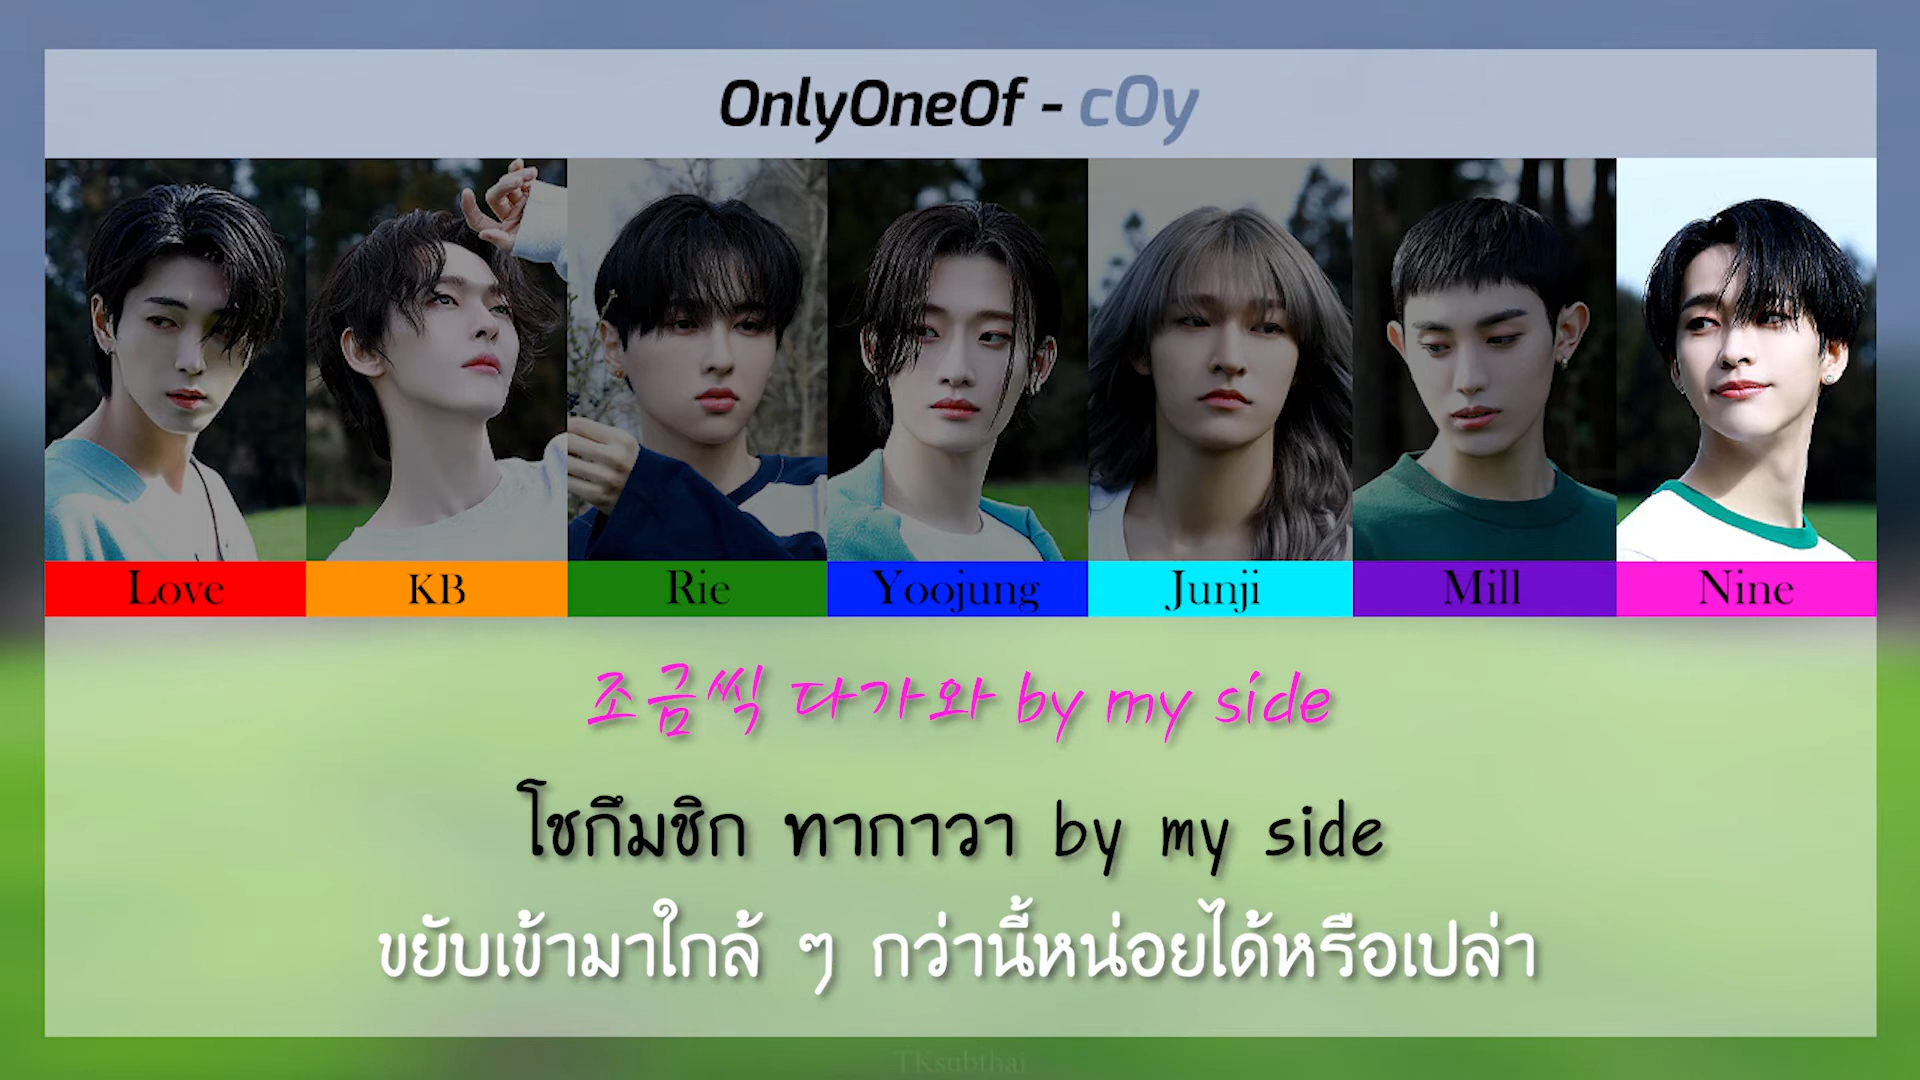 OnlyOneOf - cOy
Love KB Rie Yoojung Junji Mill Nine
조금씩 다가와 by my side
โชกึมชิก ทากาวา by my side
ขยับเข้ามาใกล้ ๆ กว่านี้หน่อยได้หรือเปล่า
TKsubthai